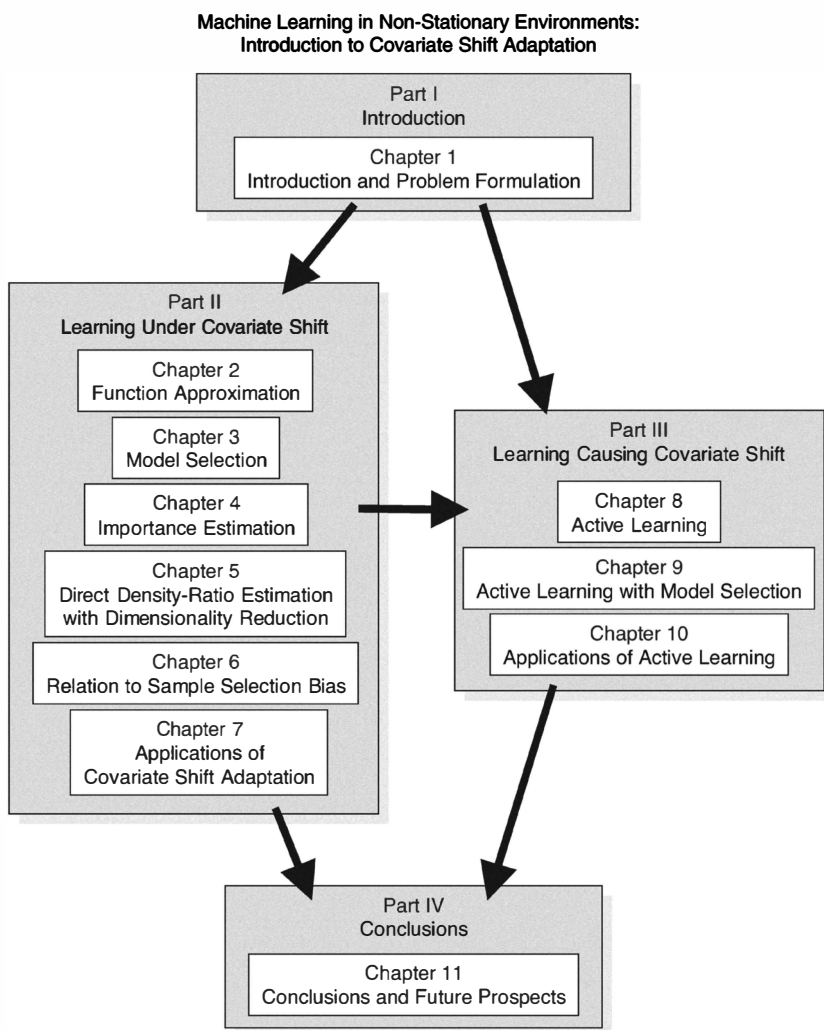 Machine Learning in Non-Stationary Environments:
Introduction to Covariate Shift Adaptation
Part I
Introduction
Chapter 1
Introduction and Problem Formulation
Part II
Learning Under Covariate Shift
Chapter 2
Function Approximation
Chapter 3
Model Selection
Chapter 4
Importance Estimation
Chapter 5
Direct Density-Ratio Estimation
with Dimensionality Reduction
Chapter 6
Relation to Sample Selection Bias
Chapter 7
Applications of
Covariate Shift Adaptation
Part III
Learning Causing Covariate Shift
Chapter 8
Active Learning
Chapter 9
Active Learning with Model Selection
Chapter 10
Applications of Active Learning
Part IV
Conclusions
Chapter 11
Conclusions and Future Prospects